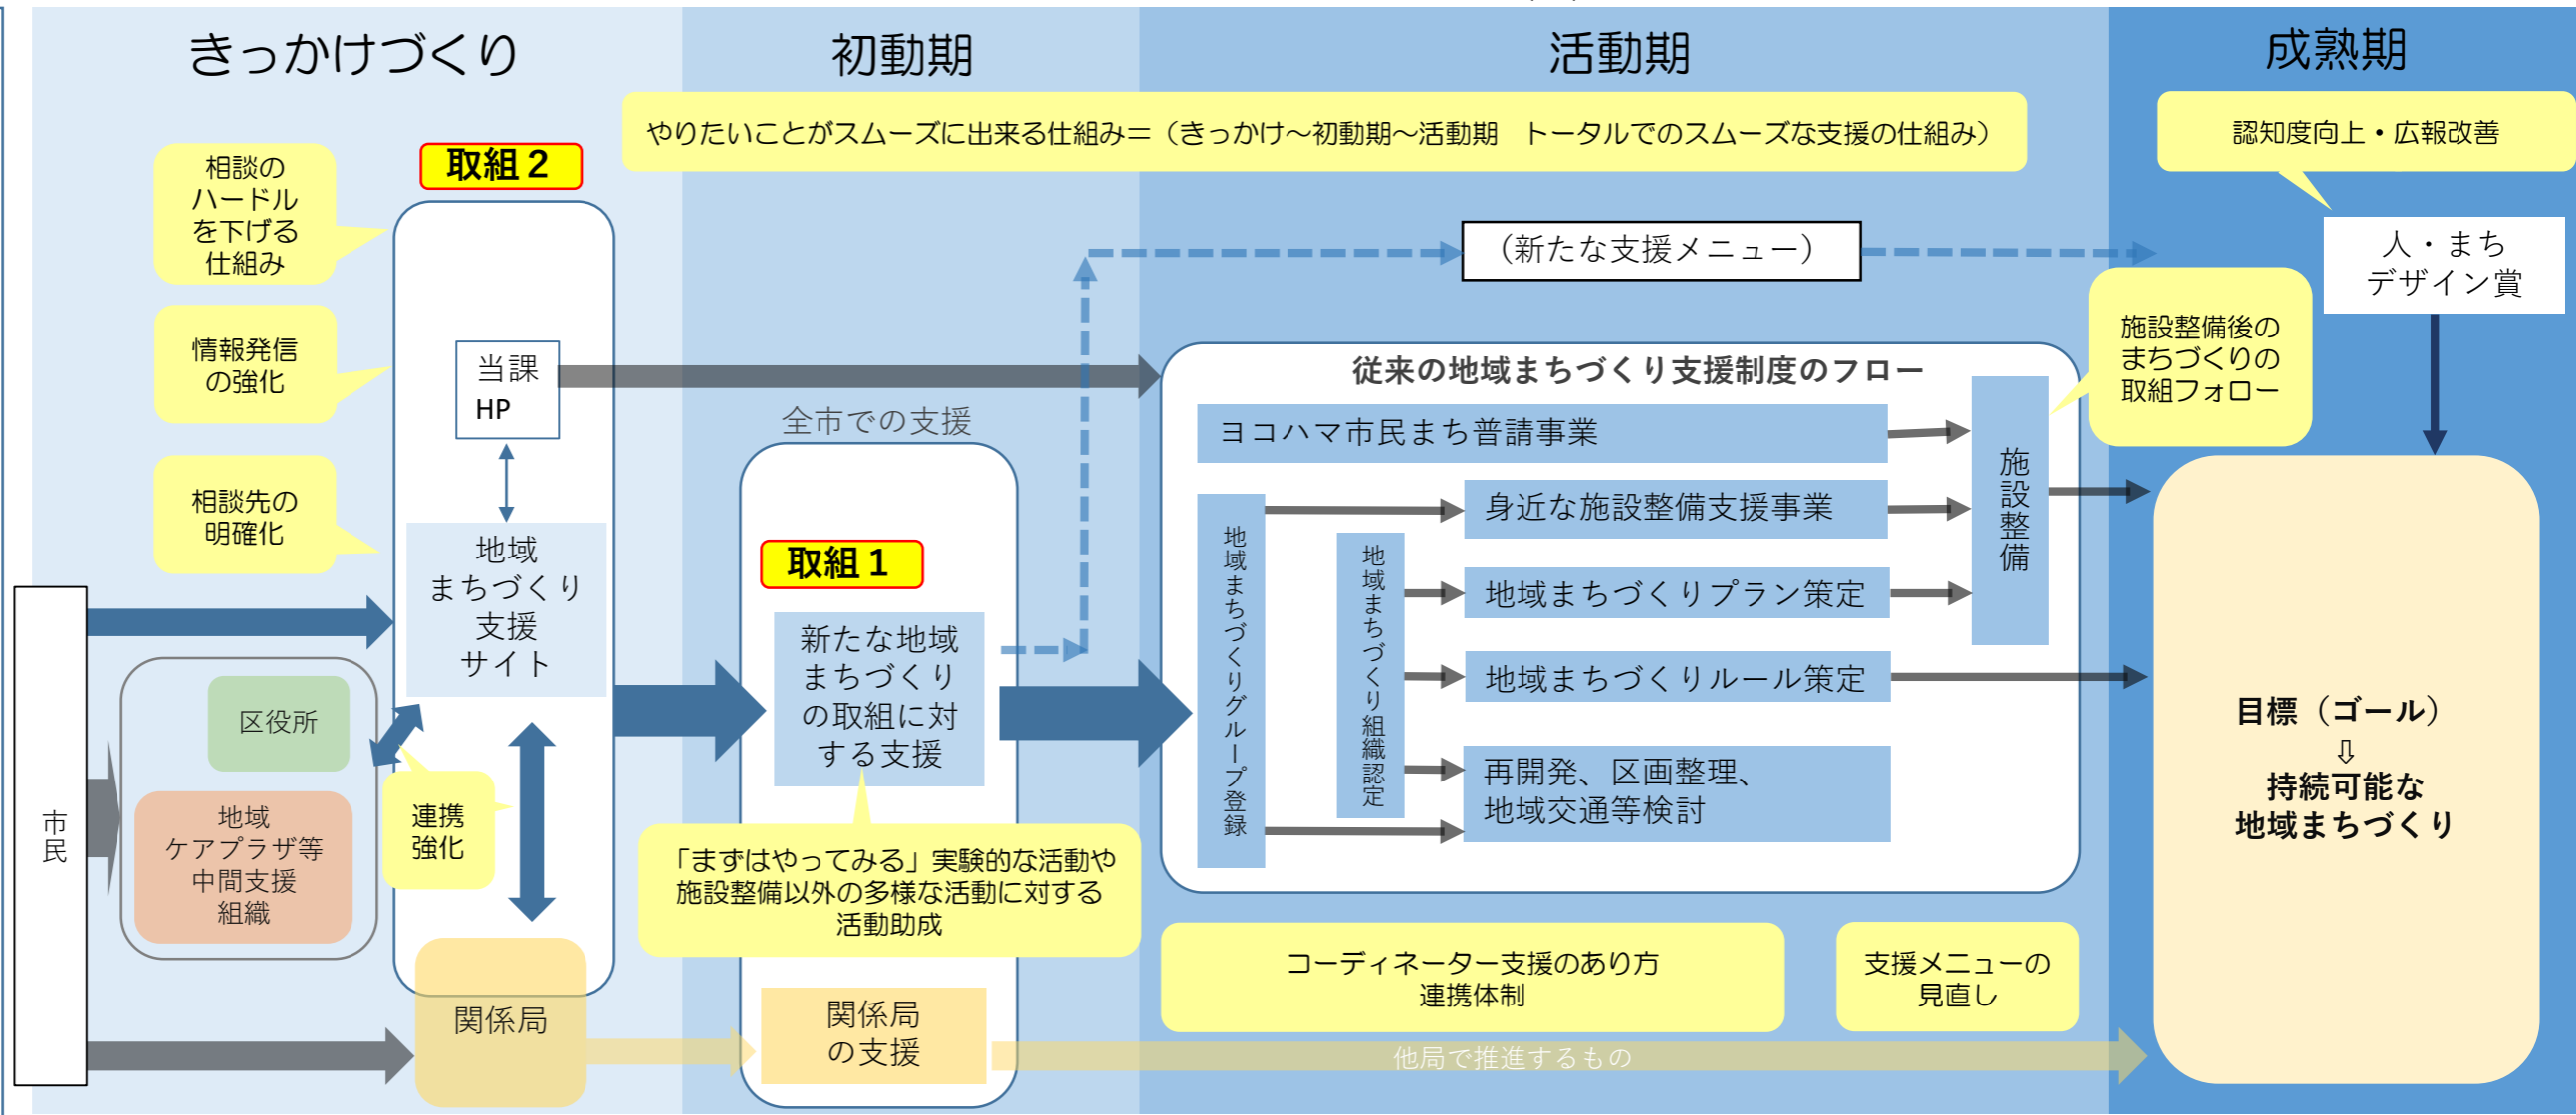 きっかけづくり
初動期
活動期
成熟期
やりたいことがスムーズに出来る仕組み＝（きっかけ～初動期～活動期　トータルでのスムーズな支援の仕組み）
認知度向上・広報改善
相談の
ハードル
を下げる
仕組み
取組２
（新たな支援メニュー）
人・まち
デザイン賞
情報発信
の強化
当課
HP
施設整備後の
まちづくりの
取組フォロー
従来の地域まちづくり支援制度のフロー
全市での支援
ヨコハマ市民まち普請事業
施設整備
相談先の
明確化
地域
まちづくり
支援
サイト
取組１
新たな地域
まちづくり
の取組に対
する支援
地域まちづくりグループ登録
地域まちづくり組織認定
身近な施設整備支援事業
地域まちづくりプラン策定
地域まちづくりルール策定
再開発、区画整理、
地域交通等検討
市民
区役所
地域
ケアプラザ等
中間支援
組織
連携
強化
「まずはやってみる」実験的な活動や
施設整備以外の多様な活動に対する
活動助成
目標（ゴール）
⇩
持続可能な
地域まちづくり
コーディネーター支援のあり方
連携体制
支援メニューの
見直し
関係局
関係局
の支援
他局で推進するもの